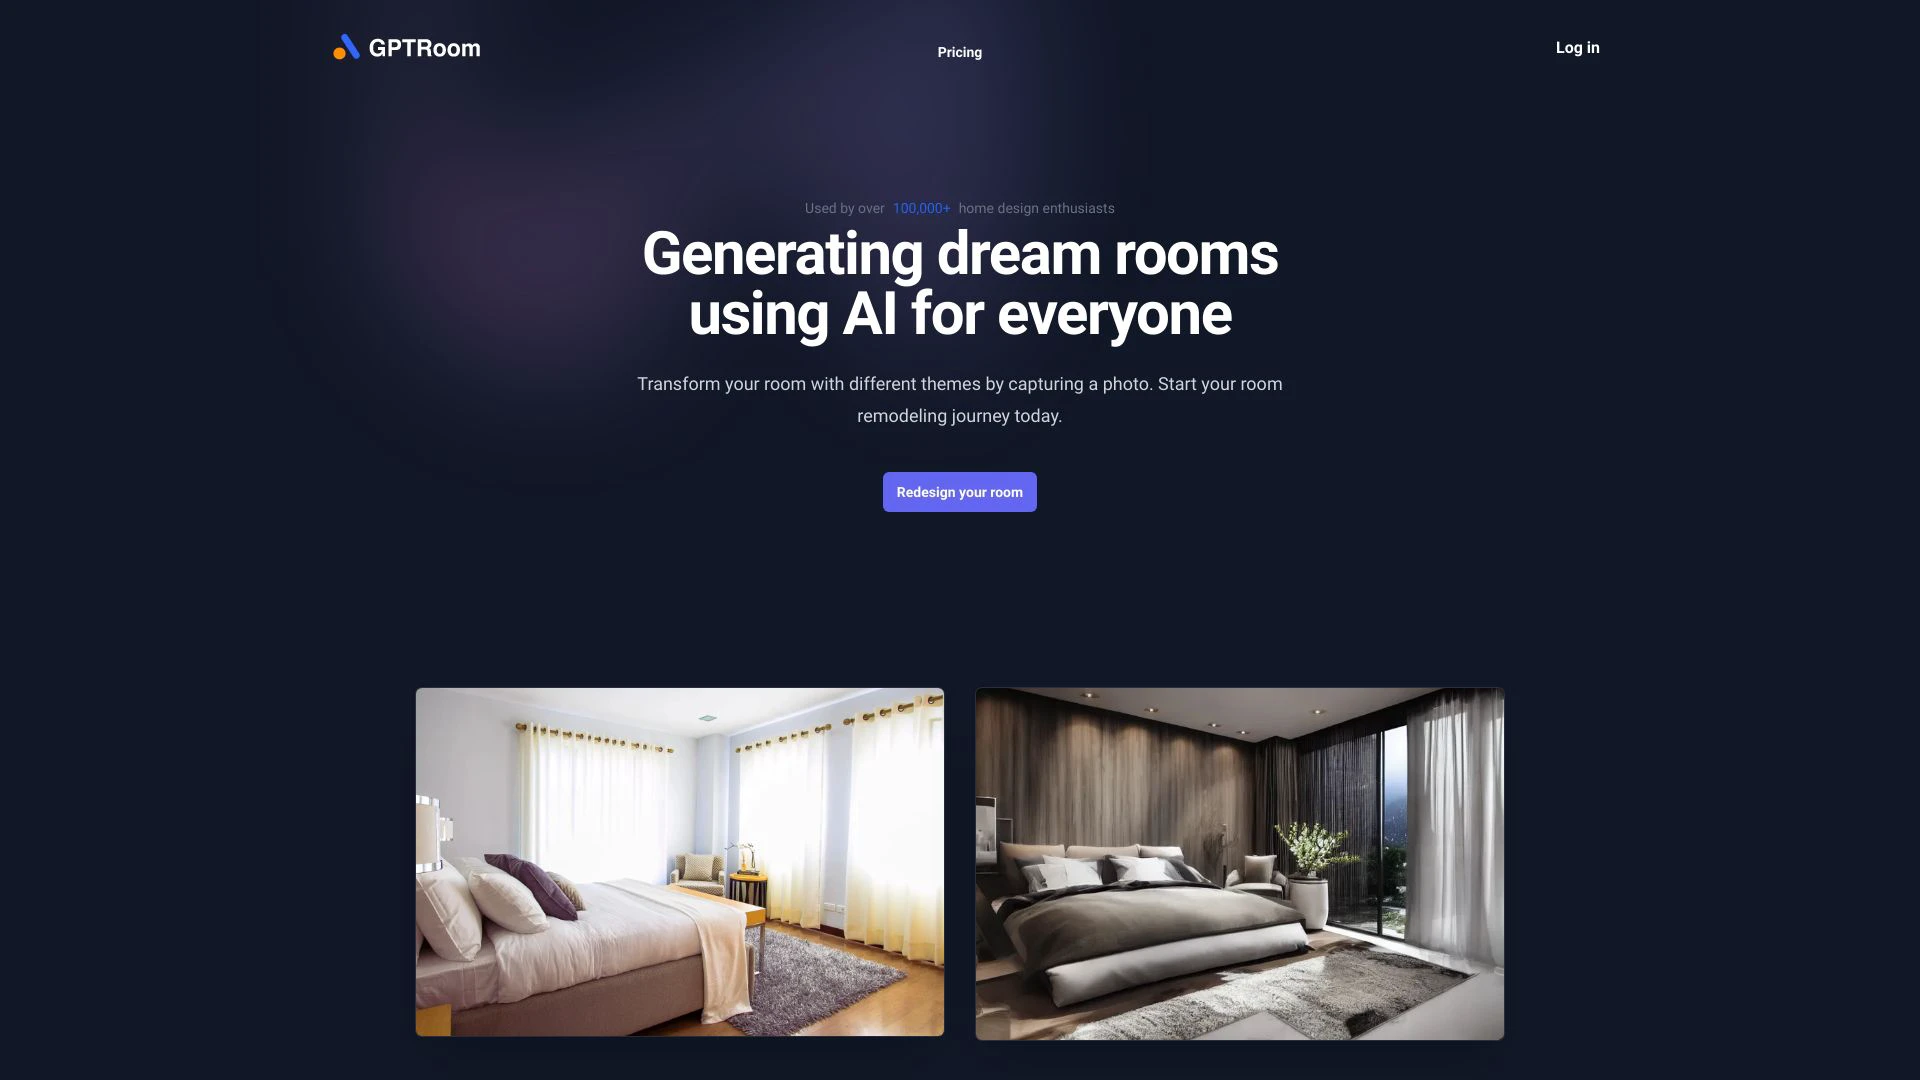 GPTRoom
Pricing
Log in
Used by over 100,000+ home design enthusiasts
Generating dream rooms
using AI for everyone
Transform your room with different themes by capturing a photo. Start your room
remodeling journey today.
Redesign your room